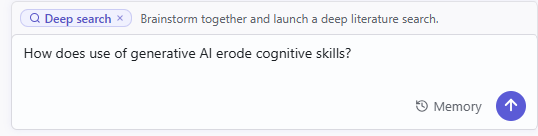 Deep search × Brainstorm together and launch a deep literature search.
How does use of generative AI erode cognitive skills?
Memory